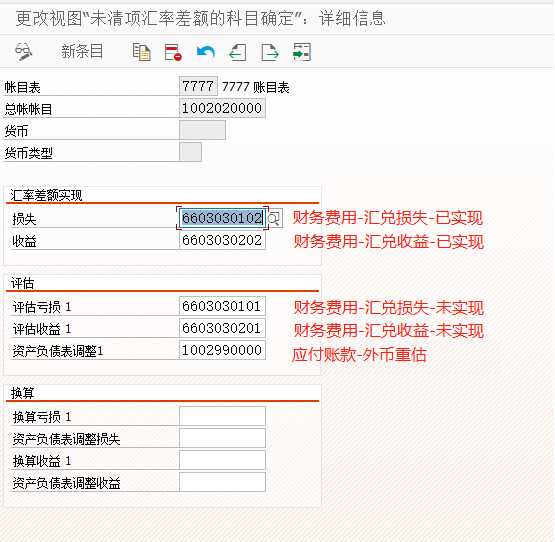 更改视图“未清项汇率差额的科目确定”：详细信息
新条目
帐目表 7777 7777 账目表
总帐帐目 1002020000
货币
货币类型
汇率差额实现
损失 6603030102 财务费用-汇兑损失-已实现
收益 6603030202 财务费用-汇兑收益-已实现
评估
评估亏损 1 6603030101 财务费用-汇兑损失-未实现
评估收益 1 6603030201 财务费用-汇兑收益-未实现
资产负债表调整1 1002990000 应付账款-外币重估
换算
换算亏损 1
资产负债表调整损失
换算收益 1
资产负债表调整收益